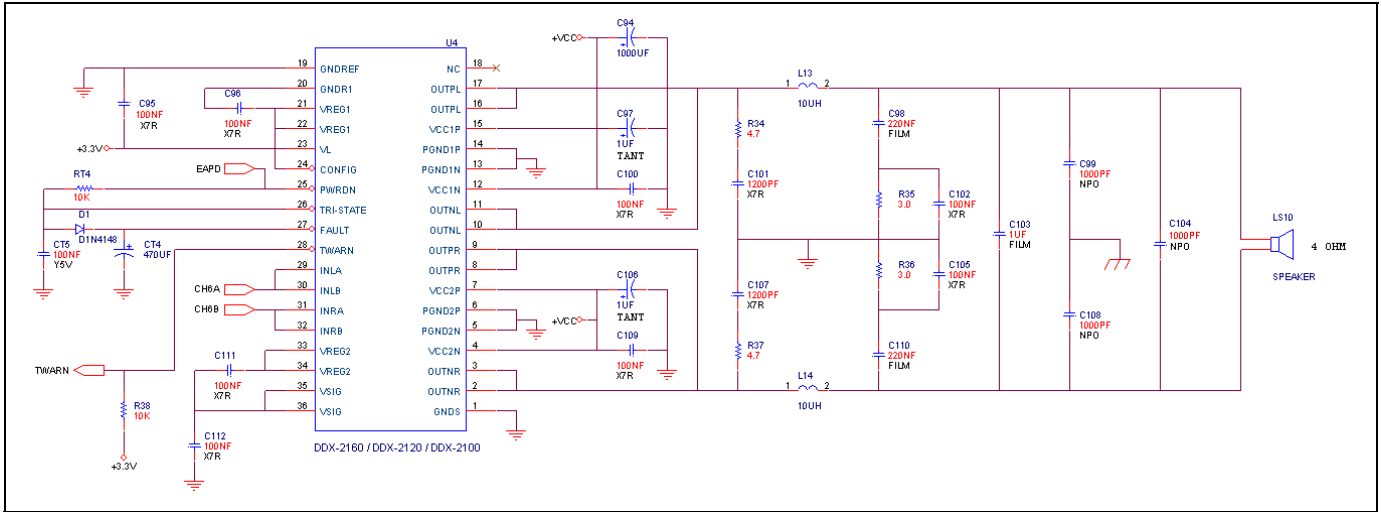 C94
+VCC
1000UF
U4
19 GNDREF
NC 18
20 GNDR1
OUTPL 17
21 VREG1
OUTPL 16
22 VREG1
VCC1P 15
23 VL
PGND1P 14
24 CONFIG
PGND1N 13
25 PWRDN
VCC1N 12
26 TRI-STATE
OUTNL 11
27 FAULT
OUTNL 10
28 TWARN
OUTPR 9
29 INLA
OUTPR 8
30 INLB
VCC2P 7
31 INRA
PGND2P 6
32 INRB
PGND2N 5
33 VREG2
VCC2N 4
34 VREG2
OUTNR 3
35 VSIG
OUTNR 2
36 VSIG
GNDS 1
DDX-2160 / DDX-2120 / DDX-2100
C95
100NF
X7R
C96
100NF
X7R
+3.3V
EAPD
RT4
10K
D1
D1N4148
CT5
100NF
Y5V
CT4
470UF
CH6A
CH6B
TWARN
R38
10K
+3.3V
C111
100NF
X7R
C112
100NF
X7R
C97
1UF
TANT
C100
100NF
X7R
C106
1UF
TANT
+VCC
C109
100NF
X7R
L13
1 2
10UH
R34
4.7
C101
1200PF
X7R
C107
1200PF
X7R
R37
4.7
L14
1 2
10UH
C98
220NF
FILM
R35
3.0
C102
100NF
X7R
R36
3.0
C105
100NF
X7R
C110
220NF
FILM
C103
1UF
FILM
C99
1000PF
NPO
C108
1000PF
NPO
C104
1000PF
NPO
LS10
4 OHM
SPEAKER